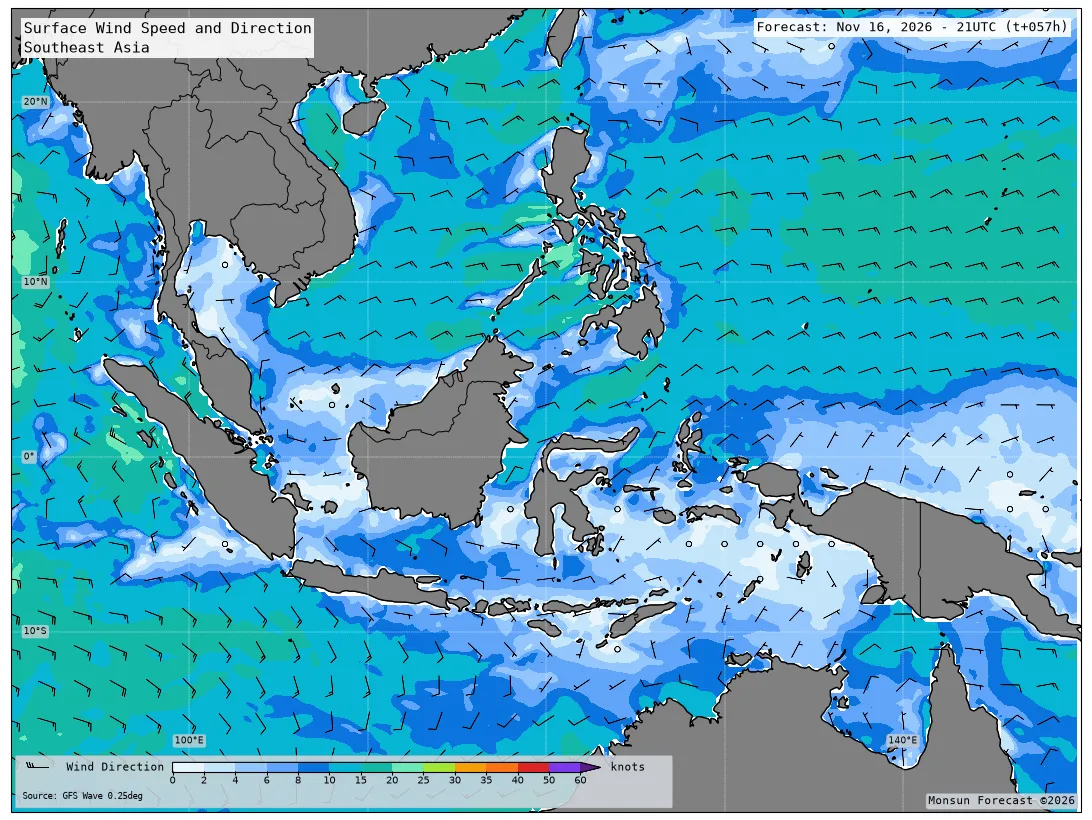 Surface Wind Speed and Direction
Southeast Asia
Forecast: Nov 16, 2026 - 21UTC (t+057h)
20°N
10°N
0°
10°S
100°E
140°E
Wind Direction
0 2 4 6 8 10 15 20 25 30 35 40 50 60
knots
Source: GFS Wave 0.25deg
Monsun Forecast ©2026